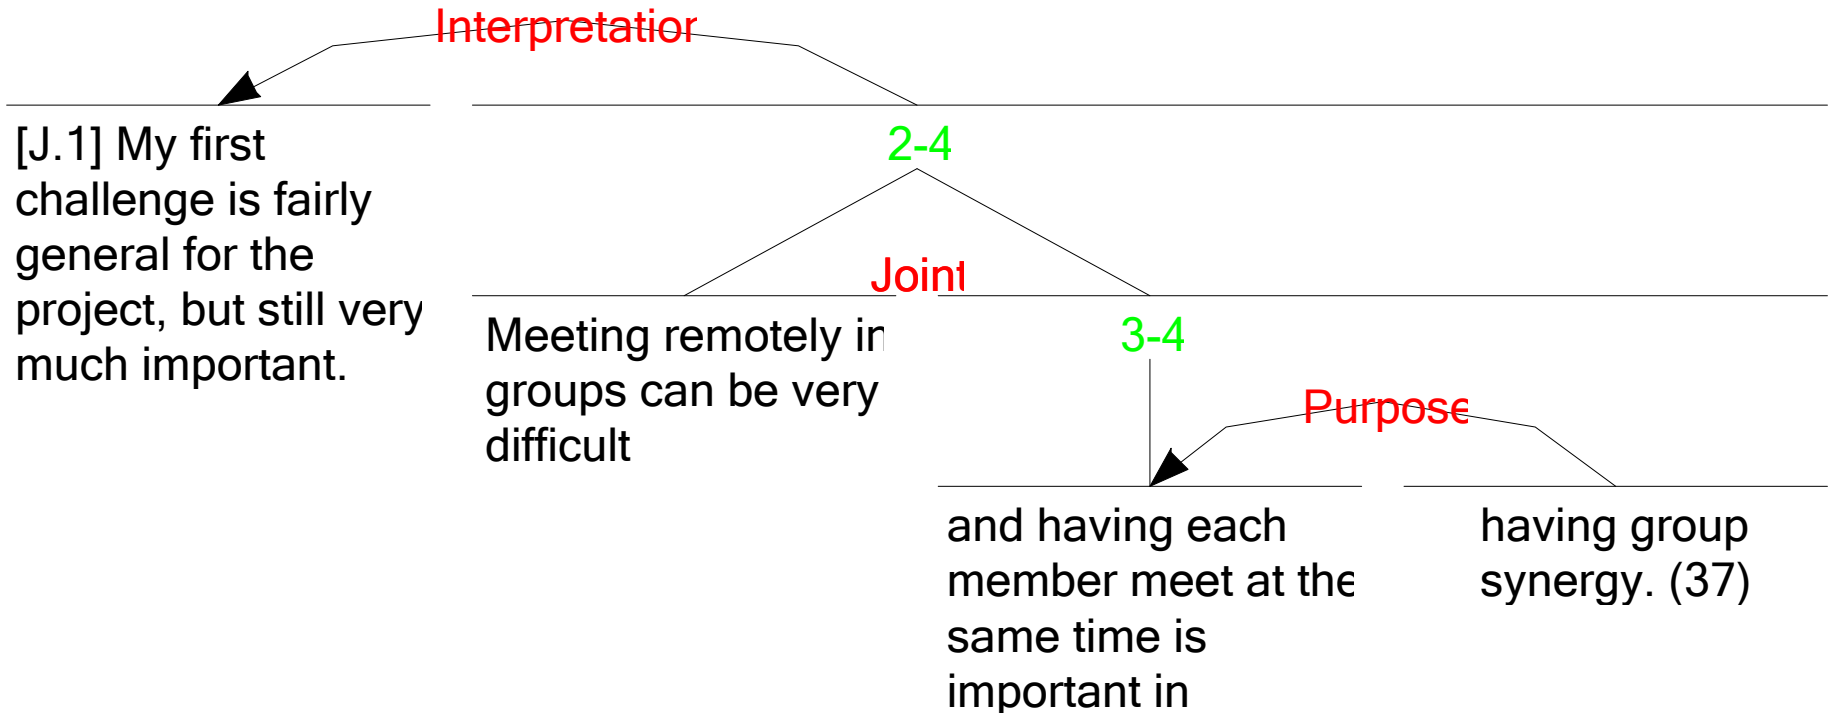 Interpretation
[J.1] My first
challenge is fairly
general for the
project, but still very
much important.
2-4
Joint
Meeting remotely in
groups can be very
difficult
3-4
Purpose
and having each
member meet at the
same time is
important in
having group
synergy. (37)